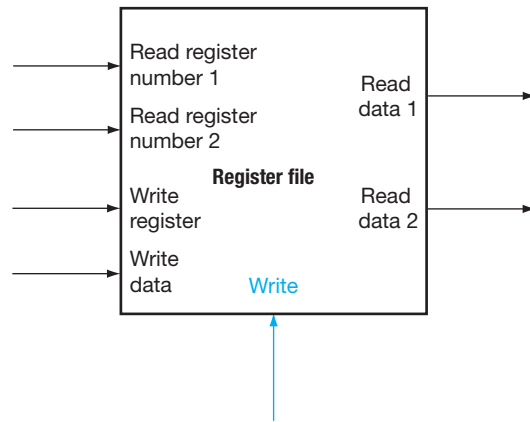 Read register
number 1
Read
data 1
Read register
number 2
Register file
Write
register
Read
data 2
Write
data
Write